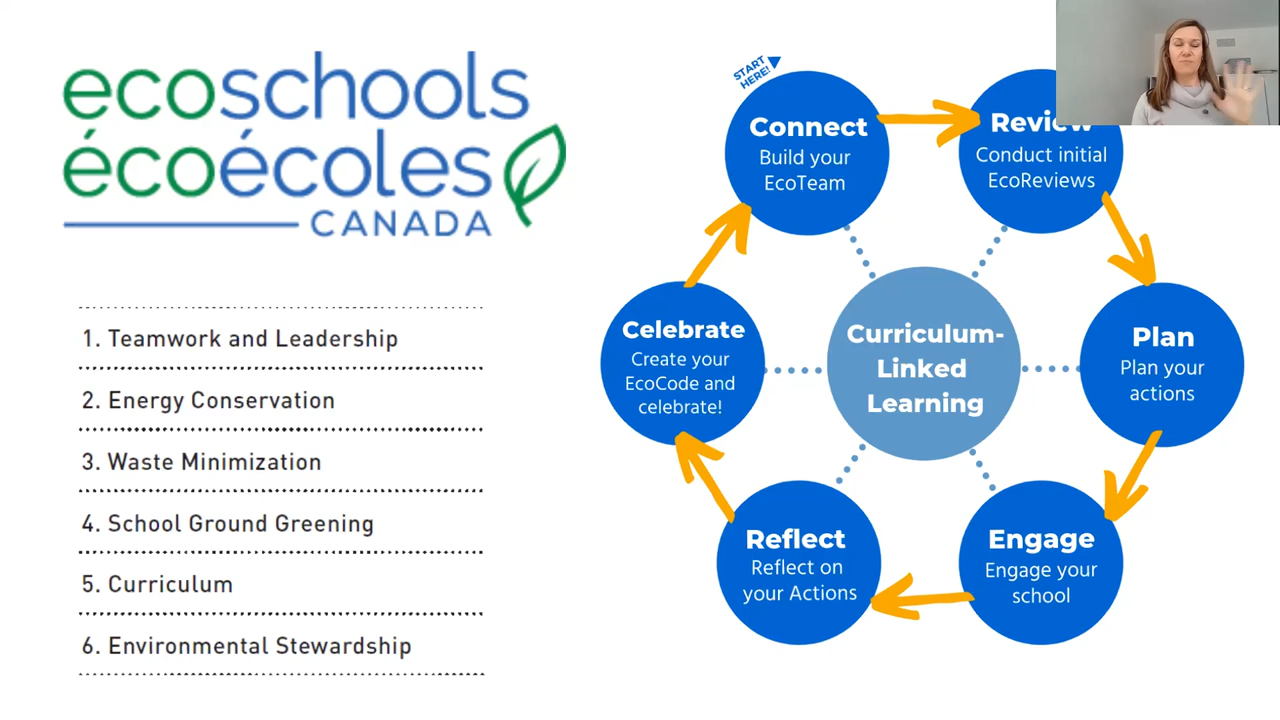 ecoschools
écoécoles
CANADA
1. Teamwork and Leadership
2. Energy Conservation
3. Waste Minimization
4. School Ground Greening
5. Curriculum
6. Environmental Stewardship
START
HERE!
Connect
Build your
EcoTeam
Review
Conduct initial
EcoReviews
Plan
Plan your
actions
Engage
Engage your
school
Reflect
Reflect on
your Actions
Celebrate
Create your
EcoCode and
celebrate!
Curriculum-
Linked
Learning